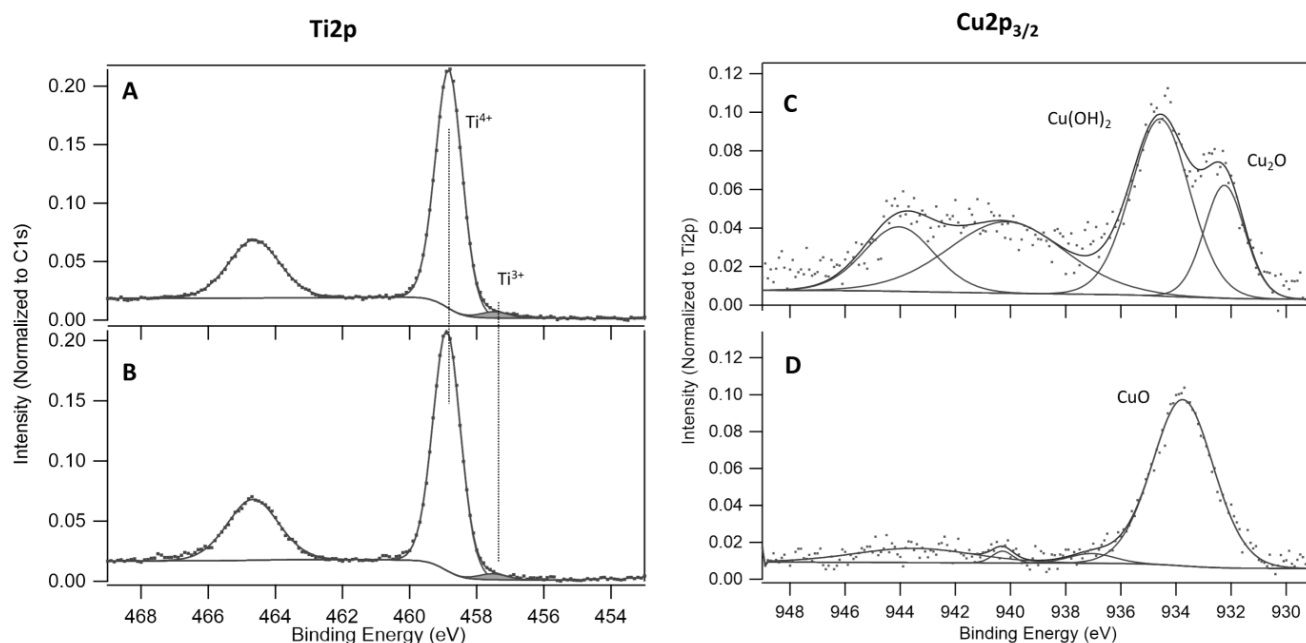 Ti2p
Cu2p3/2
A
0.20
0.15
0.10
0.05
0.00
Ti4+
Ti3+
B
0.20
0.15
0.10
0.05
0.00
468 466 464 462 460 458 456 454
Binding Energy (eV)
Intensity (Normalized to C1s)
C
0.12
0.10
0.08
0.06
0.04
0.02
0.00
Cu(OH)2
Cu2O
D
0.12
0.10
0.08
0.06
0.04
0.02
0.00
CuO
948 946 944 942 940 938 936 934 932 930
Binding Energy (eV)
Intensity (Normalized to Ti2p)